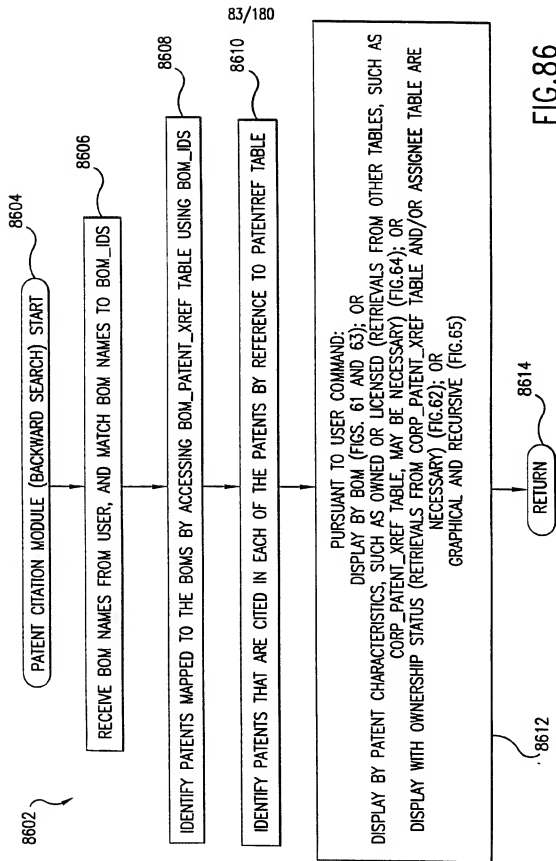 83/180
8602
8604
PATENT CITATION MODULE (BACKWARD SEARCH) START
8606
RECEIVE BOM NAMES FROM USER, AND MATCH BOM NAMES TO BOM_IDS
8608
IDENTIFY PATENTS MAPPED TO THE BOMS BY ACCESSING BOM_PATENT_XREF TABLE USING BOM_IDS
8610
IDENTIFY PATENTS THAT ARE CITED IN EACH OF THE PATENTS BY REFERENCE TO PATENTREF TABLE
PURSUANT TO USER COMMAND:
DISPLAY BY BOM (FIGS. 61 AND 63); OR
DISPLAY BY PATENT CHARACTERISTICS, SUCH AS OWNED OR LICENSED (RETRIEVALS FROM OTHER TABLES, SUCH AS
CORP_PATENT_XREF TABLE, MAY BE NECESSARY) (FIG.64); OR
DISPLAY WITH OWNERSHIP STATUS (RETRIEVALS FROM CORP_PATENT_XREF TABLE AND/OR ASSIGNEE TABLE ARE
NECESSARY) (FIG.62); OR
GRAPHICAL AND RECURSIVE (FIG.65)
8612
8614
RETURN
FIG.86